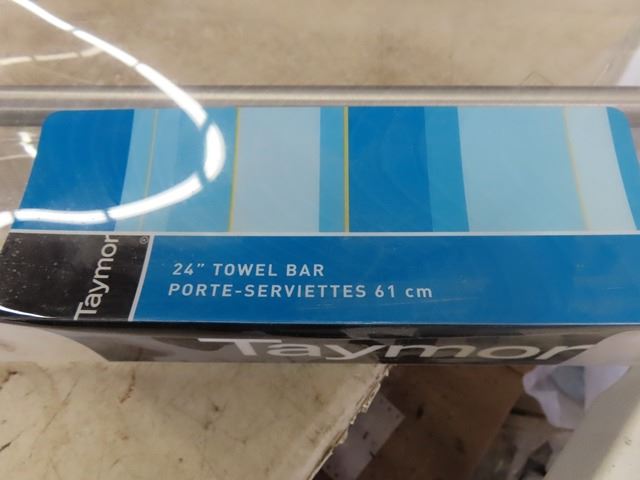 Taymor®
24” TOWEL BAR
PORTE-SERVIETTES 61 cm
Taymor